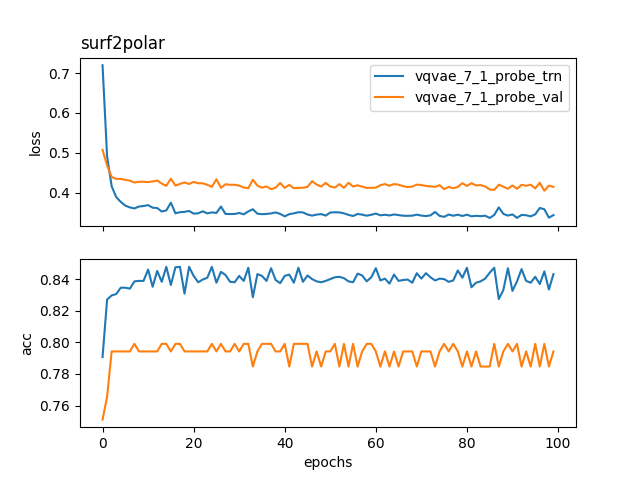 surf2polar
0.7
0.6
0.5
0.4
loss
vqvae_7_1_probe_trn
vqvae_7_1_probe_val
0.84
0.82
0.80
0.78
0.76
acc
0 20 40 60 80 100
epochs